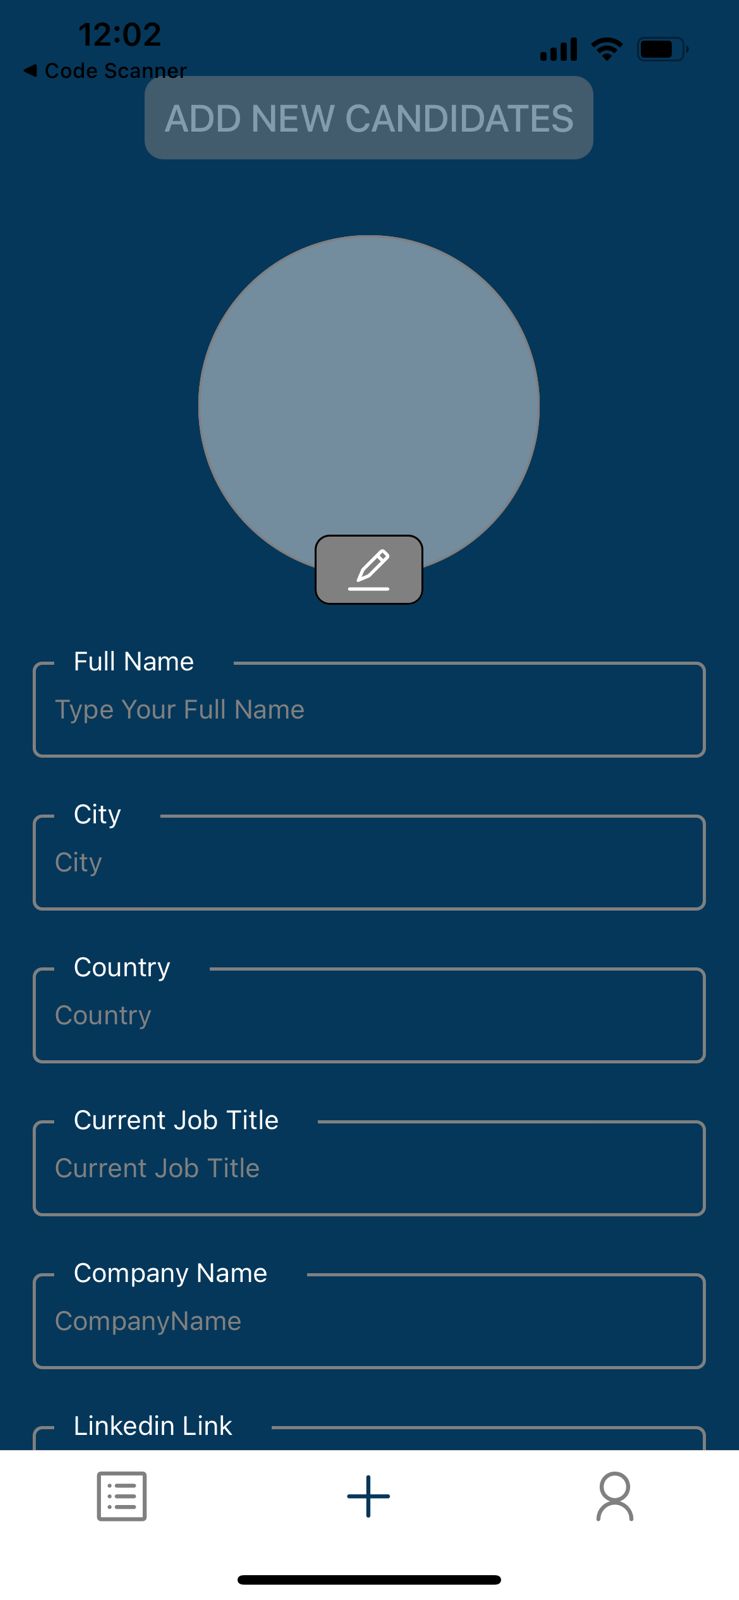 12:02
◀ Code Scanner
ADD NEW CANDIDATES
Full Name
Type Your Full Name
City
City
Country
Country
Current Job Title
Current Job Title
Company Name
CompanyName
Linkedin Link